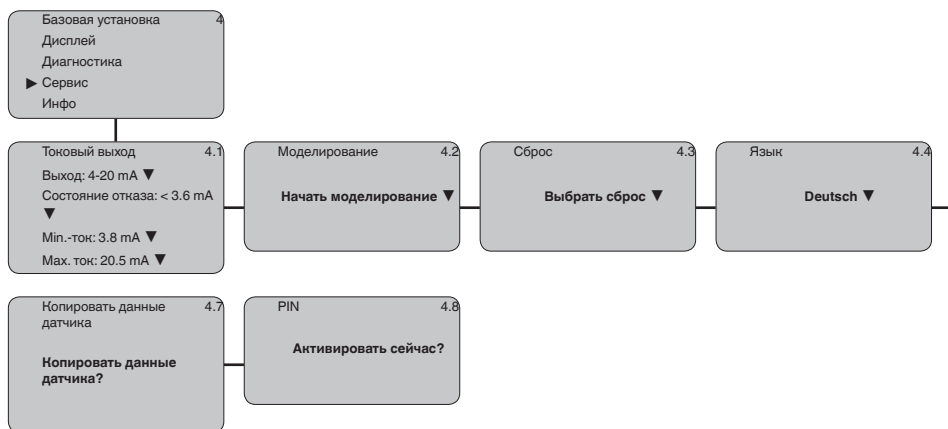 Базовая установка 4
Дисплей
Диагностика
▶ Сервис
Инфо
Токовый выход 4.1
Выход: 4-20 mA ▼
Состояние отказа: < 3.6 mA
▼
Min.-ток: 3.8 mA ▼
Max. ток: 20.5 mA ▼
Моделирование 4.2
Начать моделирование ▼
Сброс 4.3
Выбрать сброс ▼
Язык 4.4
Deutsch ▼
Копировать данные 4.7
датчика
Копировать данные
датчика?
PIN 4.8
Активировать сейчас?